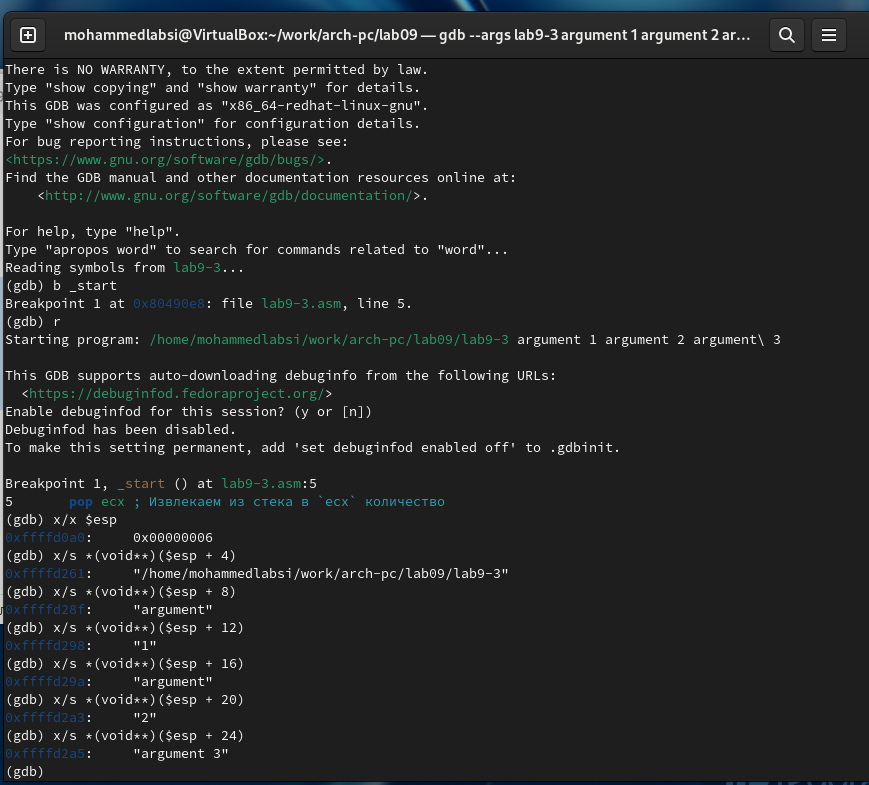 mohammedlabsi@VirtualBox:~/work/arch-pc/lab09 — gdb --args lab9-3 argument 1 argument 2 ar...
There is NO WARRANTY, to the extent permitted by law.
Type "show copying" and "show warranty" for details.
This GDB was configured as "x86_64-redhat-linux-gnu".
Type "show configuration" for configuration details.
For bug reporting instructions, please see:
<https://www.gnu.org/software/gdb/bugs/>.
Find the GDB manual and other documentation resources online at:
    <http://www.gnu.org/software/gdb/documentation/>.

For help, type "help".
Type "apropos word" to search for commands related to "word"...
Reading symbols from lab9-3...
(gdb) b _start
Breakpoint 1 at 0x80490e8: file lab9-3.asm, line 5.
(gdb) r
Starting program: /home/mohammedlabsi/work/arch-pc/lab09/lab9-3 argument 1 argument 2 argument\ 3

This GDB supports auto-downloading debuginfo from the following URLs:
  <https://debuginfod.fedoraproject.org/>
Enable debuginfod for this session? (y or [n])
Debuginfod has been disabled.
To make this setting permanent, add 'set debuginfod enabled off' to .gdbinit.

Breakpoint 1, _start () at lab9-3.asm:5
5       pop ecx ; Извлекаем из стека в `ecx` количество
(gdb) x/x $esp
0xffffd0a0:     0x00000006
(gdb) x/s *(void**)($esp + 4)
0xffffd261:     "/home/mohammedlabsi/work/arch-pc/lab09/lab9-3"
(gdb) x/s *(void**)($esp + 8)
0xffffd28f:     "argument"
(gdb) x/s *(void**)($esp + 12)
0xffffd298:     "1"
(gdb) x/s *(void**)($esp + 16)
0xffffd29a:     "argument"
(gdb) x/s *(void**)($esp + 20)
0xffffd2a3:     "2"
(gdb) x/s *(void**)($esp + 24)
0xffffd2a5:     "argument 3"
(gdb)